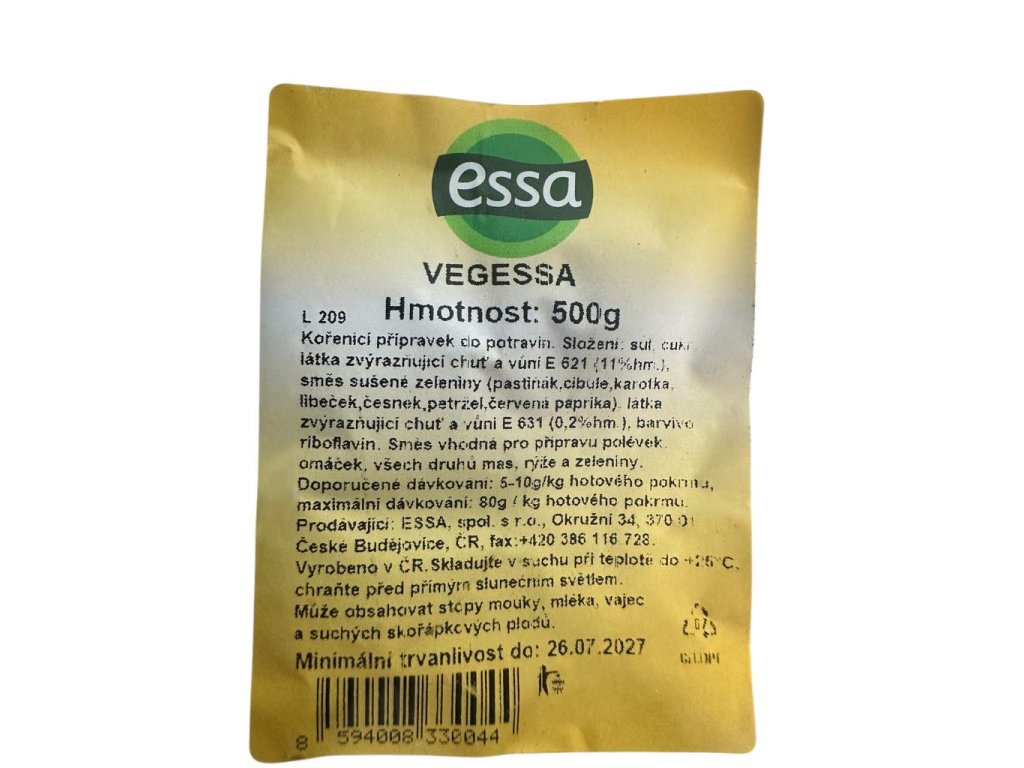 essa
VEGESSA
Hmotnost: 500g
L 209
Kořenící přípravek do potravin. Složení: sůl, cukr,
látka zvýrazňující chuť a vůni E 621 (11%hm.),
směs sušené zeleniny (pastiňák,cibule,karotka,
libeček,česnek,petržel,červená paprika), látka
zvýrazňující chuť a vůni E 631 (0,2%hm.), barvivo
riboflavin. Směs vhodná pro přípravu polévek,
omáček, všech druhů mas, rýže a zeleniny.
Doporučené dávkování: 5-10g/kg hotového pokrmu,
maximální dávkování: 80g / kg hotového pokrmu.
Prodávající: ESSA, spol. s r.o., Okružní 34, 370 01
České Budějovice, ČR, fax:+420 386 116 728.
Vyrobeno v ČR.Skladujte v suchu při teplotě do +25°C,
chraňte před přímým slunečním světlem.
Může obsahovat stopy mouky, mléka, vajec
a suchých skořápkových plodů.
Minimální trvanlivost do: 26.07.2027
8 594008 330044